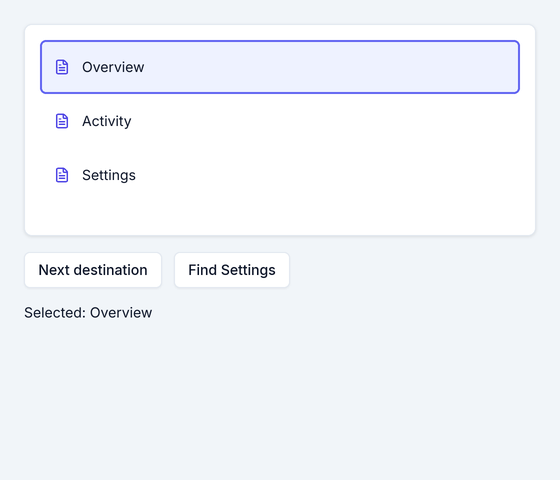 Overview
Activity
Settings
Next destination Find Settings
Selected: Overview